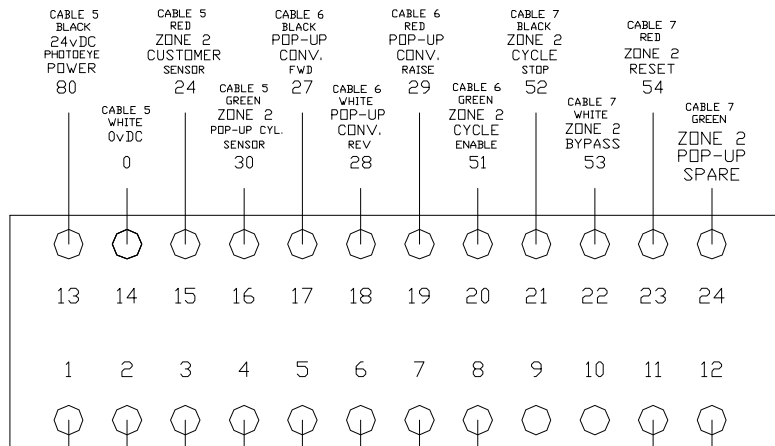 CABLE 5
BLACK
24vDC
PHOTOEYE
POWER
80
CABLE 5
WHITE
0vDC
0
CABLE 5
RED
ZONE 2
CUSTOMER
SENSOR
24
CABLE 5
GREEN
ZONE 2
POP-UP CYL.
SENSOR
30
CABLE 6
BLACK
POP-UP
CONV.
FWD
27
CABLE 6
WHITE
POP-UP
CONV.
REV
28
CABLE 6
RED
POP-UP
CONV.
RAISE
29
CABLE 6
GREEN
ZONE 2
CYCLE
ENABLE
51
CABLE 7
BLACK
ZONE 2
CYCLE
STOP
52
CABLE 7
WHITE
ZONE 2
BYPASS
53
CABLE 7
RED
ZONE 2
RESET
54
CABLE 7
GREEN
ZONE 2
POP-UP
SPARE
13 14 15 16 17 18 19 20 21 22 23 24
1 2 3 4 5 6 7 8 9 10 11 12